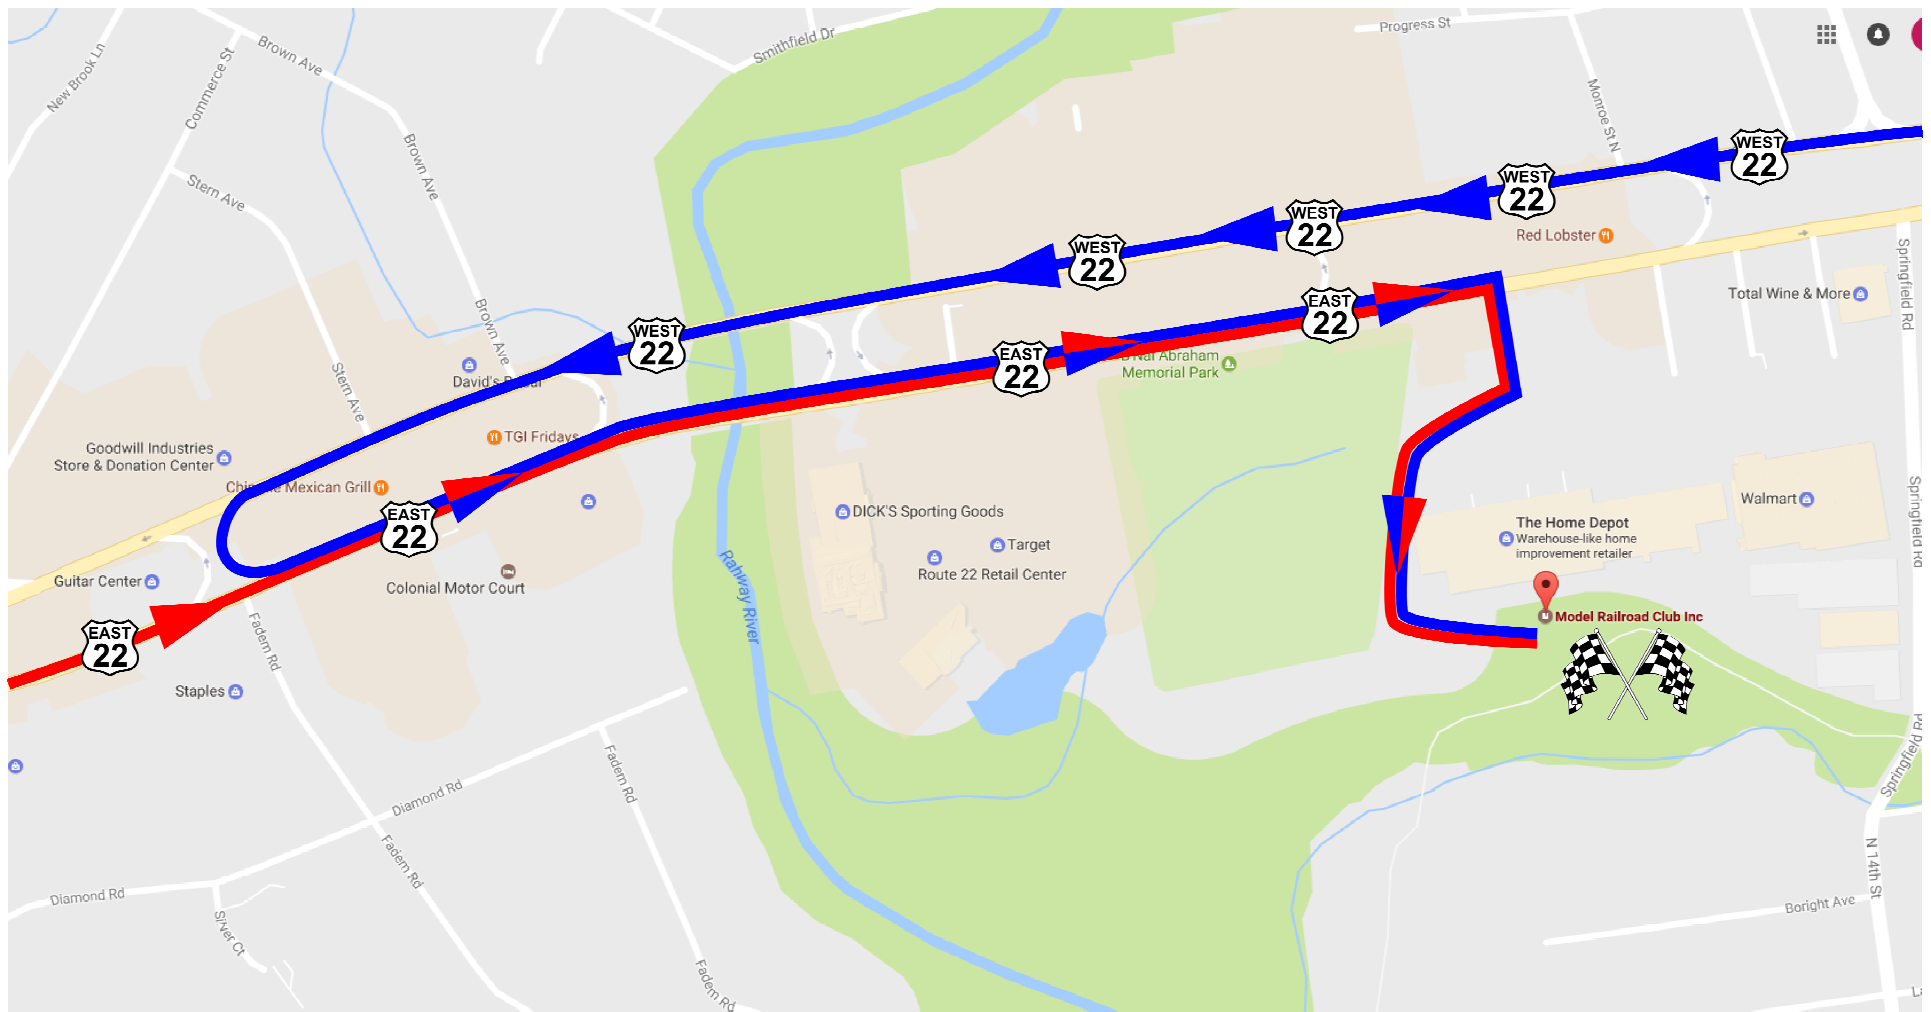 Progress St
Smithfield Dr
Brown Ave
New Brook Ln
Commerce St
Monroe St N
WEST
22
Brown Ave
Stern Ave
WEST
22
WEST
22
Red Lobster
WEST
22
Springfield Rd
Total Wine & More
EAST
22
Brown Ave
WEST
22
EAST
22
Memorial Park
Stern Ave
TGI Fridays
Goodwill Industries
Store & Donation Center
Mexican Grill
Walmart
DICK'S Sporting Goods
EAST
22
The Home Depot
Warehouse-like home
improvement retailer
Springfield Rd
Target
Route 22 Retail Center
Guitar Center
Colonial Motor Court
Rahway River
Model Railroad Club Inc
EAST
22
Fadem Rd
Staples
Springfield Rd
Fadem Rd
Diamond Rd
Fadem Rd
N 14th St
Diamond Rd
Boright Ave
Silver Ct
Fadem Rd